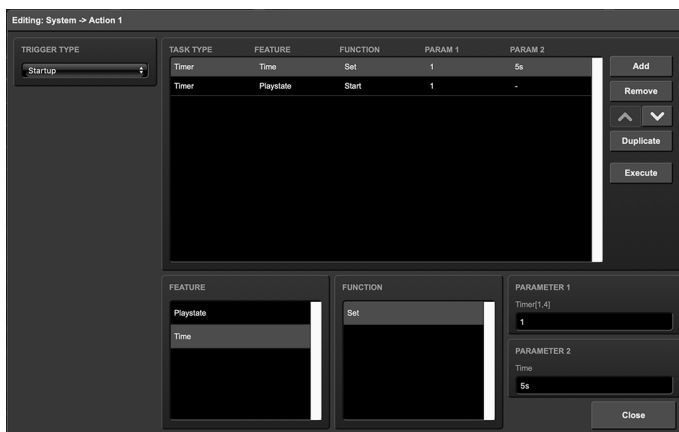 Editing: System -> Action 1
TRIGGER TYPE
Startup
TASK TYPE FEATURE FUNCTION PARAM 1 PARAM 2
Timer Time Set 1 5s
Timer Playstate Start 1 -
Add
Remove
Duplicate
Execute
FEATURE
Playstate
Time
FUNCTION
Set
PARAMETER 1
Timer[1,4]
1
PARAMETER 2
Time
5s
Close